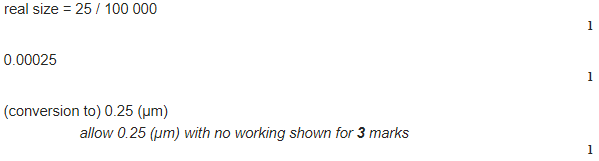 real size = 25 / 100 000
1
0.00025
1
(conversion to) 0.25 (µm)
allow 0.25 (µm) with no working shown for 3 marks
1